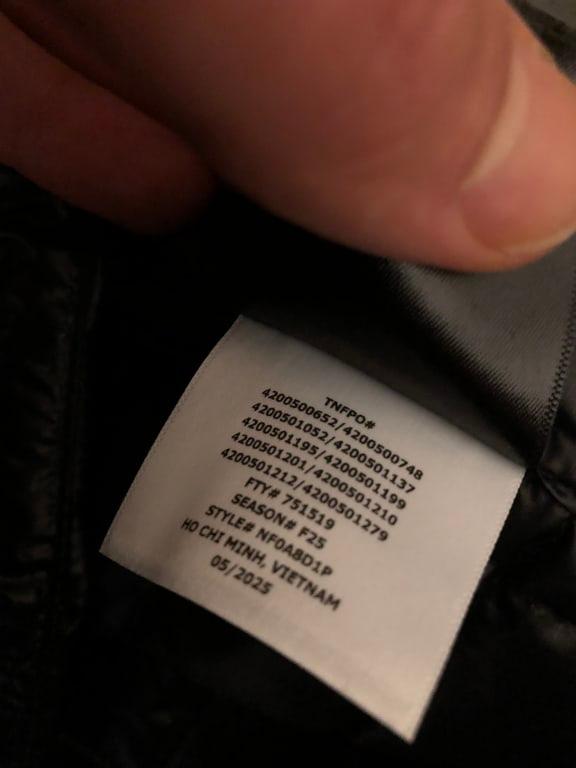 TNFPO#
4200500652/4200500748
4200501052/4200501137
4200501195/4200501199
4200501201/4200501210
4200501212/4200501279
FTY# 751519
SEASON# F25
STYLE# NF0A8D1P
HO CHI MINH, VIETNAM
05/2025